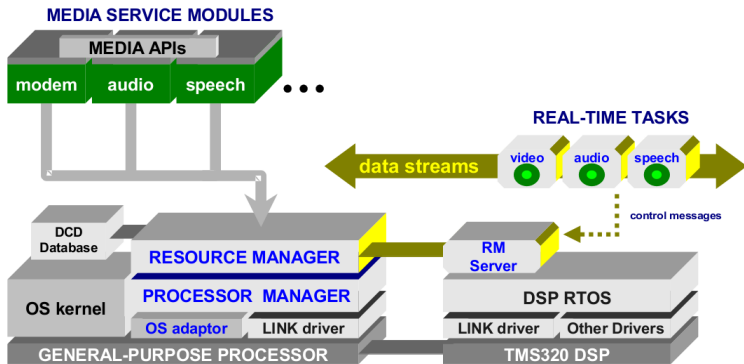 MEDIA SERVICE MODULES
MEDIA APIs
modem
audio
speech
REAL-TIME TASKS
data streams
video
audio
speech
control messages
DCD
Database
RESOURCE MANAGER
RM
Server
OS kernel
PROCESSOR MANAGER
DSP RTOS
OS adaptor
LINK driver
LINK driver
Other Drivers
GENERAL-PURPOSE PROCESSOR
TMS320 DSP